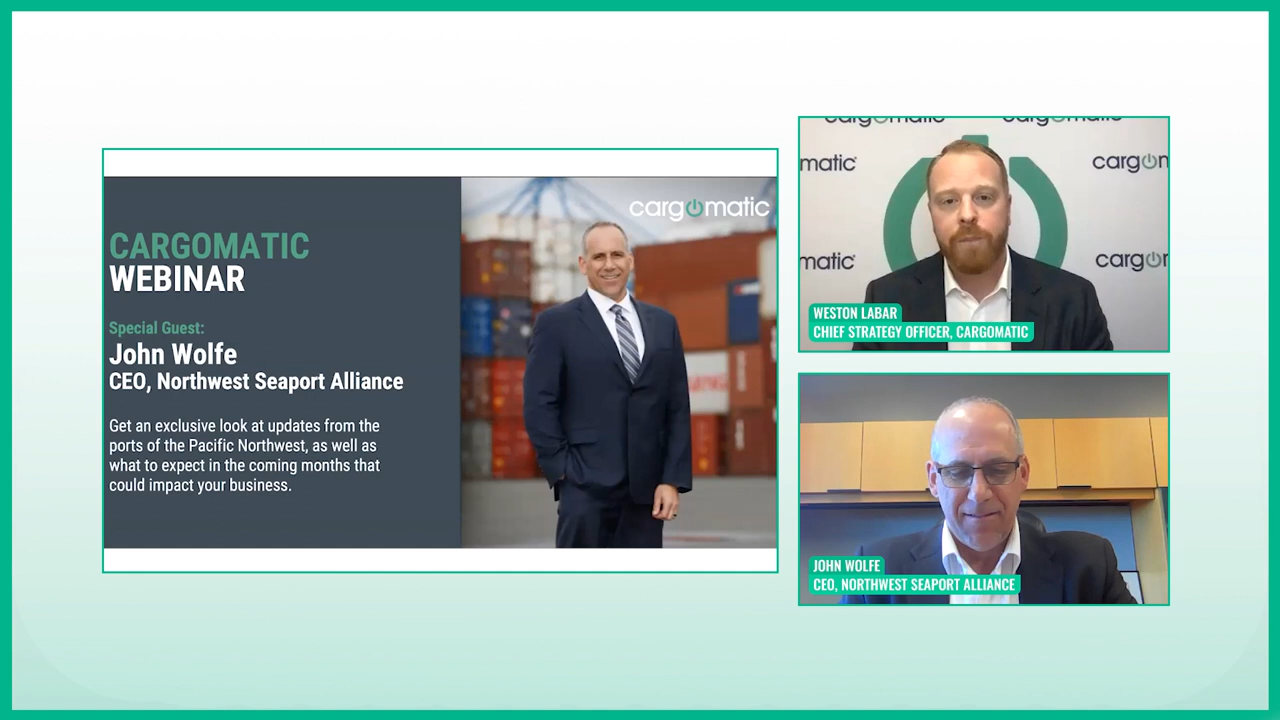 CARGOMATIC
WEBINAR
Special Guest:
John Wolfe
CEO, Northwest Seaport Alliance
Get an exclusive look at updates from the
ports of the Pacific Northwest, as well as
what to expect in the coming months that
could impact your business.
cargomatic
cargomatic cargomatic
matic cargom
matic cargor
WESTON LABAR
CHIEF STRATEGY OFFICER, CARGOMATIC
JOHN WOLFE
CEO, NORTHWEST SEAPORT ALLIANCE